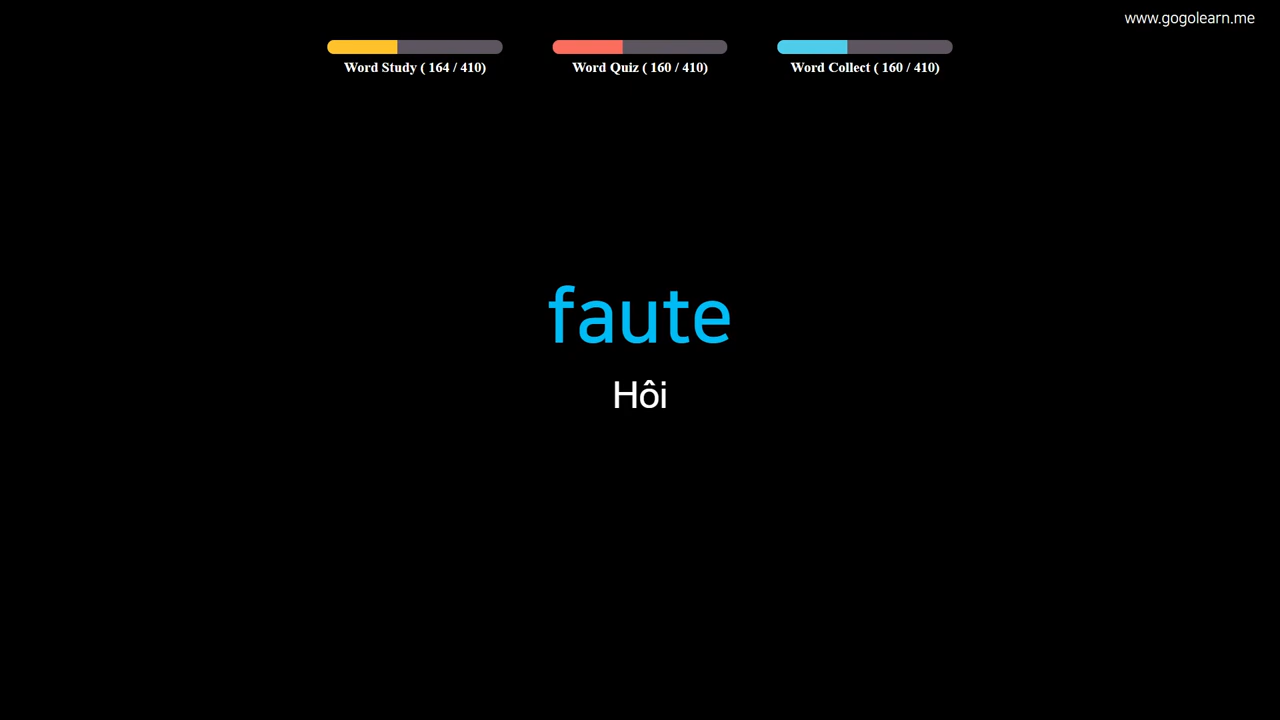 www.gogolearn.me
Word Study ( 164 / 410)
Word Quiz ( 160 / 410)
Word Collect ( 160 / 410)
faute
Hôi